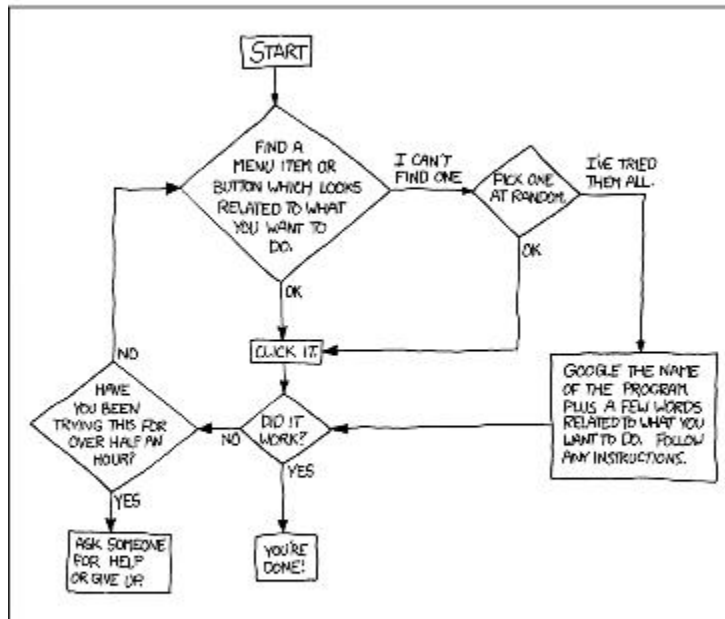 START
FIND A
MENU ITEM OR
BUTTON WHICH LOOKS
RELATED TO WHAT
YOU WANT TO
DO.
I CAN'T
FIND ONE
PICK ONE
AT RANDOM.
I'VE TRIED
THEM ALL.
OK
OK
CLICK IT.
NO
HAVE
YOU BEEN
TRYING THIS FOR
OVER HALF AN
HOUR?
DID IT
WORK?
NO
GOOGLE THE NAME
OF THE PROGRAM
PLUS A FEW WORDS
RELATED TO WHAT YOU
WANT TO DO. FOLLOW
ANY INSTRUCTIONS.
YES
YES
ASK SOMEONE
FOR HELP
OR GIVE UP.
YOU'RE
DONE!